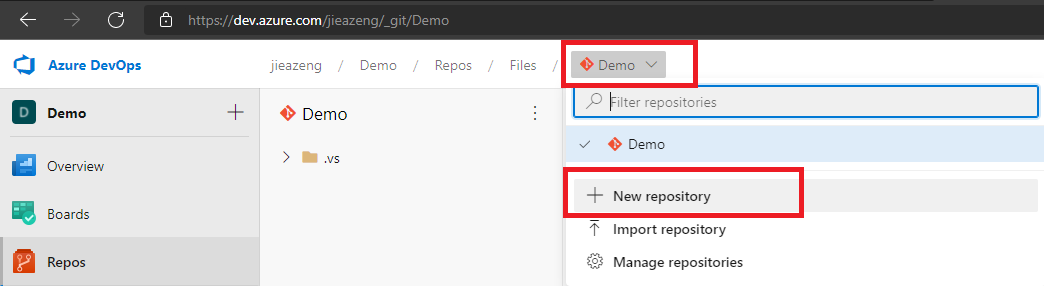 https://dev.azure.com/jieazeng/_git/Demo
Azure DevOps
jieazeng / Demo / Repos / Files / Demo
D Demo
Overview
Boards
Repos
Demo
.vs
Filter repositories
Demo
New repository
Import repository
Manage repositories